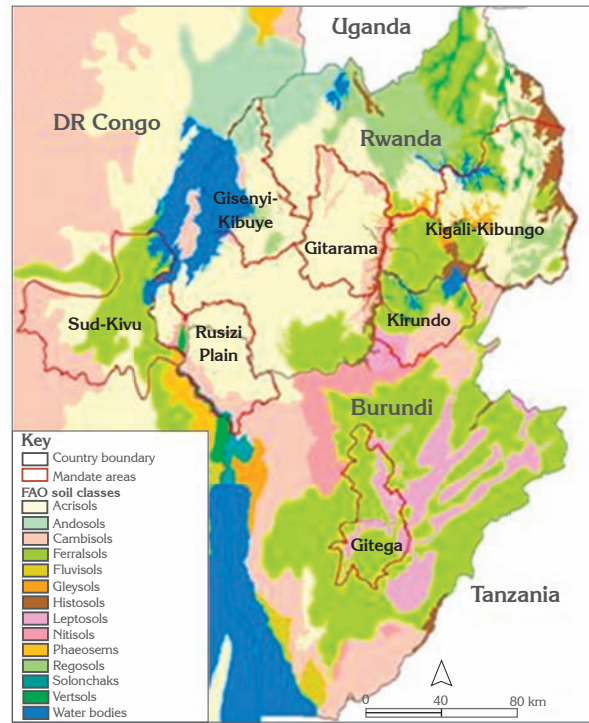 Uganda
DR Congo
Rwanda
Gisenyi-
Kibuye
Gitarama
Kigali-Kibungo
Sud-Kivu
Rusizi
Plain
Kirundo
Burundi
Gitega
Tanzania
Key
Country boundary
Mandate areas
FAO soil classes
Acrisols
Andosols
Cambisols
Ferralsols
Fluvisols
Gleysols
Histosols
Leptosols
Nitisols
Phaeosems
Regosols
Solonchaks
Vertsols
Water bodies
0 40 80 km